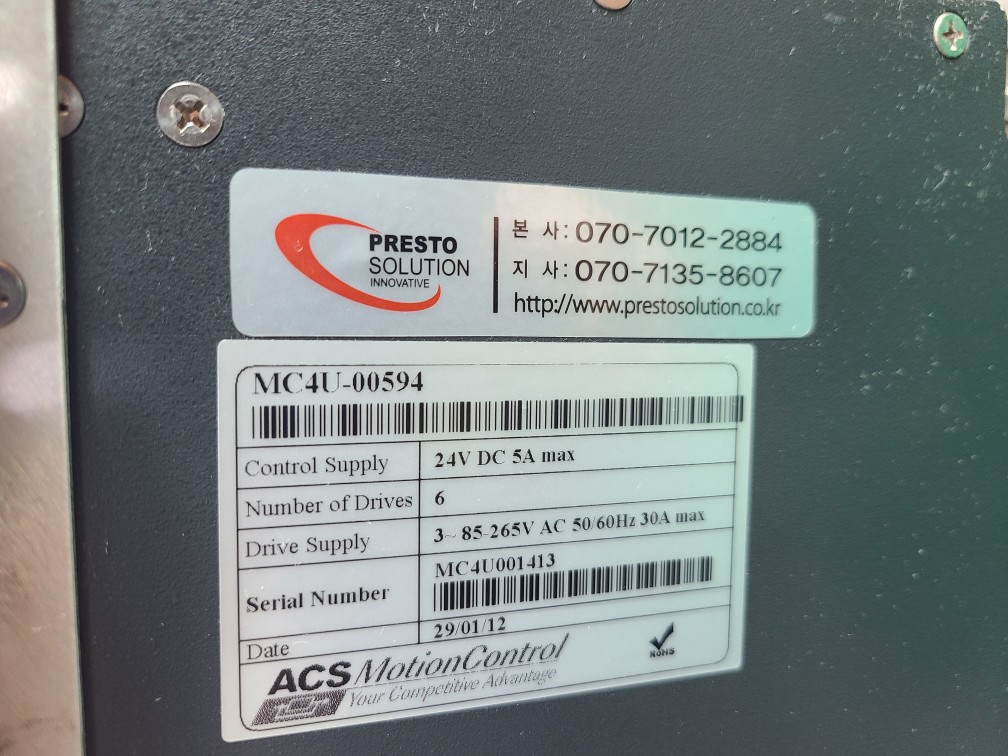 PRESTO
SOLUTION
INNOVATIVE
본 사: 070-7012-2884
지 사: 070-7135-8607
http://www.prestosolution.co.kr
MC4U-00594
Control Supply 24V DC 5A max
Number of Drives 6
Drive Supply 3~ 85-265V AC 50/60Hz 30A max
Serial Number MC4U001413
Date 29/01/12
ACS MotionControl
Your Competitive Advantage
ROHS